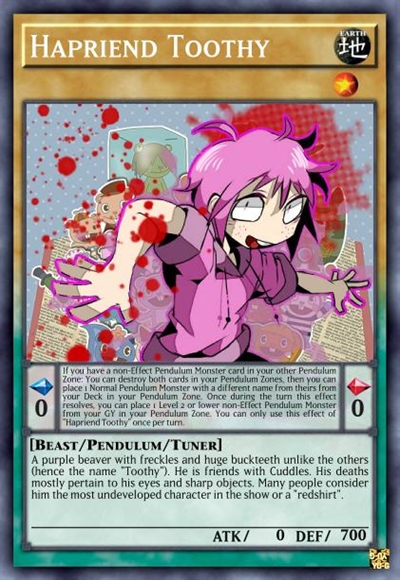 Hapriend Toothy
EARTH
地
If you have a non-Effect Pendulum Monster card in your other Pendulum
Zone: You can destroy both cards in your Pendulum Zones, then you can
place 1 Normal Pendulum Monster with a different name from theirs from
your Deck in your Pendulum Zone. Once during the turn this effect
resolves, you can place 1 Level 2 or lower non-Effect Pendulum Monster
from your GY in your Pendulum Zone. You can only use this effect of
"Hapriend Toothy" once per turn.
0
0
[Beast/Pendulum/Tuner]
A purple beaver with freckles and huge buckteeth unlike the others
(hence the name "Toothy"). He is friends with Cuddles. His deaths
mostly pertain to his eyes and sharp objects. Many people consider
him the most undeveloped character in the show or a "redshirt".
ATK/ 0 DEF/ 700